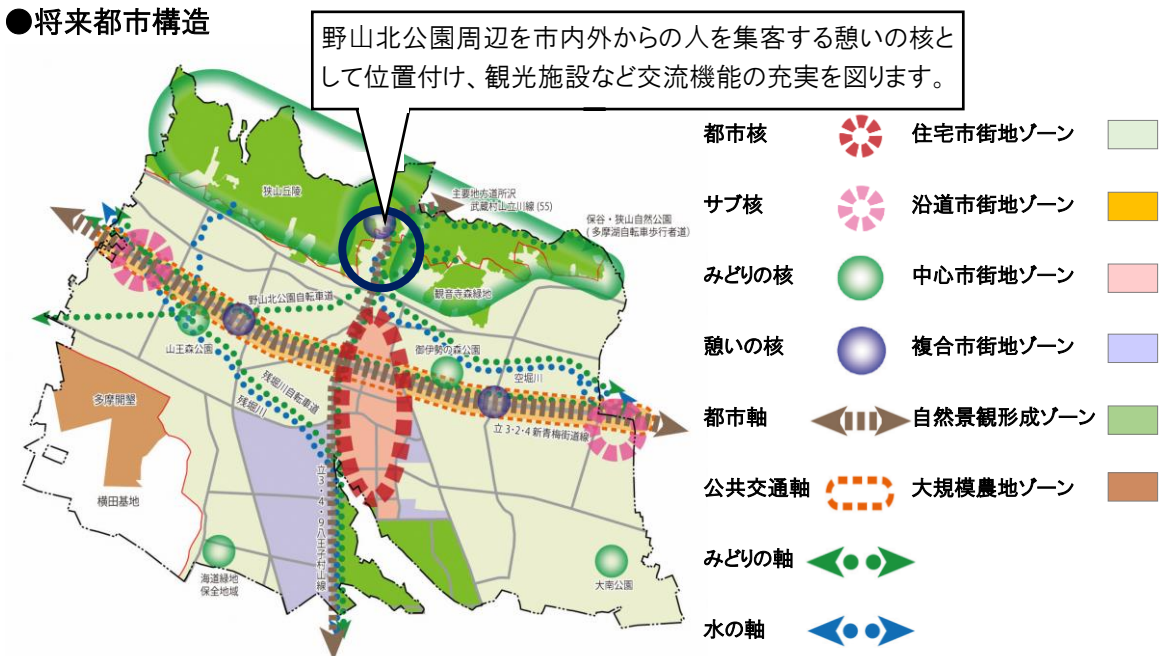 ●将来都市構造
野山北公園周辺を市内外からの人を集客する憩いの核と
して位置付け、観光施設など交流機能の充実を図ります。
狭山丘陵
主要地方道所沢
武蔵村山立川線(55)
保谷・狭山自然公園
(多摩湖自転車歩行者道)
観音寺森緑地
野山北公園自転車道
山王森公園
御伊勢の森公園
空堀川
残堀川自転車道
残堀川
多摩開墾
立3・2・4新青梅街道線
横田基地
立3・4・9八王子村山線
海道緑地
保全地域
大南公園
都市核
住宅市街地ゾーン
サブ核
沿道市街地ゾーン
みどりの核
中心市街地ゾーン
憩いの核
複合市街地ゾーン
都市軸
自然景観形成ゾーン
公共交通軸
大規模農地ゾーン
みどりの軸
水の軸